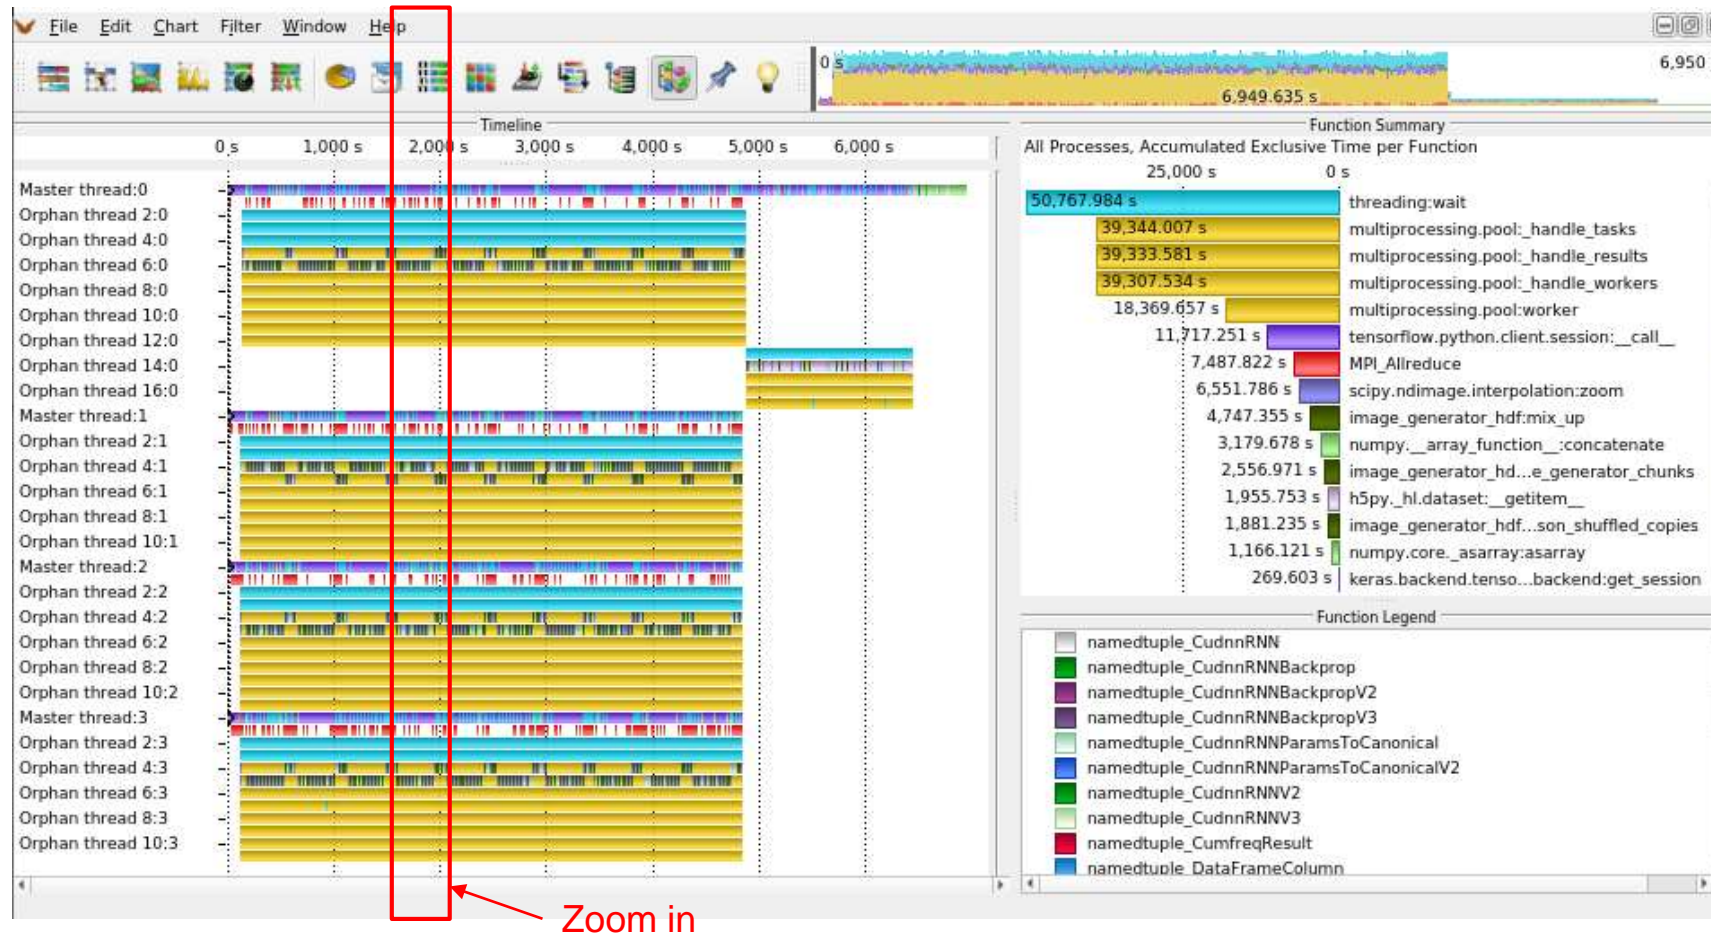 File Edit Chart Filter Window Help
0 s 6,950
6,949.635 s
Timeline
0 s 1,000 s 2,000 s 3,000 s 4,000 s 5,000 s 6,000 s
Master thread:0
Orphan thread 2:0
Orphan thread 4:0
Orphan thread 6:0
Orphan thread 8:0
Orphan thread 10:0
Orphan thread 12:0
Orphan thread 14:0
Orphan thread 16:0
Master thread:1
Orphan thread 2:1
Orphan thread 4:1
Orphan thread 6:1
Orphan thread 8:1
Orphan thread 10:1
Master thread:2
Orphan thread 2:2
Orphan thread 4:2
Orphan thread 6:2
Orphan thread 8:2
Orphan thread 10:2
Master thread:3
Orphan thread 2:3
Orphan thread 4:3
Orphan thread 6:3
Orphan thread 8:3
Orphan thread 10:3
Zoom in
Function Summary
All Processes, Accumulated Exclusive Time per Function
25,000 s 0 s
50,767.984 s threading:wait
39,344.007 s multiprocessing.pool:_handle_tasks
39,333.581 s multiprocessing.pool:_handle_results
39,307.534 s multiprocessing.pool:_handle_workers
18,369.657 s multiprocessing.pool:worker
11,717.251 s tensorflow.python.client.session:__call__
7,487.822 s MPI_Allreduce
6,551.786 s scipy.ndimage.interpolation:zoom
4,747.355 s image_generator_hdf:mix_up
3,179.678 s numpy.__array_function__:concatenate
2,556.971 s image_generator_hd...e_generator_chunks
1,955.753 s h5py._hl.dataset:__getitem__
1,881.235 s image_generator_hdf...son_shuffled_copies
1,166.121 s numpy.core._asarray:asarray
269.603 s keras.backend.tenso...backend:get_session
Function Legend
namedtuple_CudnnRNN
namedtuple_CudnnRNNBackprop
namedtuple_CudnnRNNBackpropV2
namedtuple_CudnnRNNBackpropV3
namedtuple_CudnnRNNParamsToCanonical
namedtuple_CudnnRNNParamsToCanonicalV2
namedtuple_CudnnRNNV2
namedtuple_CudnnRNNV3
namedtuple_CumfreqResult
namedtuple_DataFrameColumn